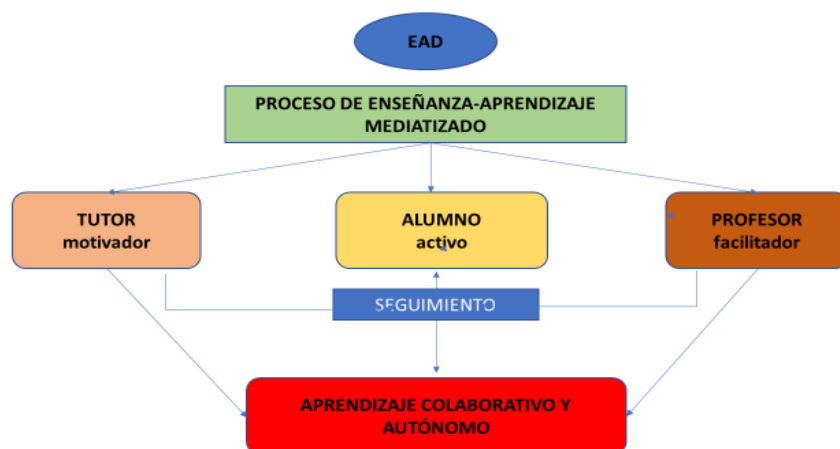 EAD
PROCESO DE ENSEÑANZA-APRENDIZAJE
MEDIATIZADO
TUTOR
motivador
ALUMNO
activo
PROFESOR
facilitador
SEGUIMIENTO
APRENDIZAJE COLABORATIVO Y
AUTÓNOMO